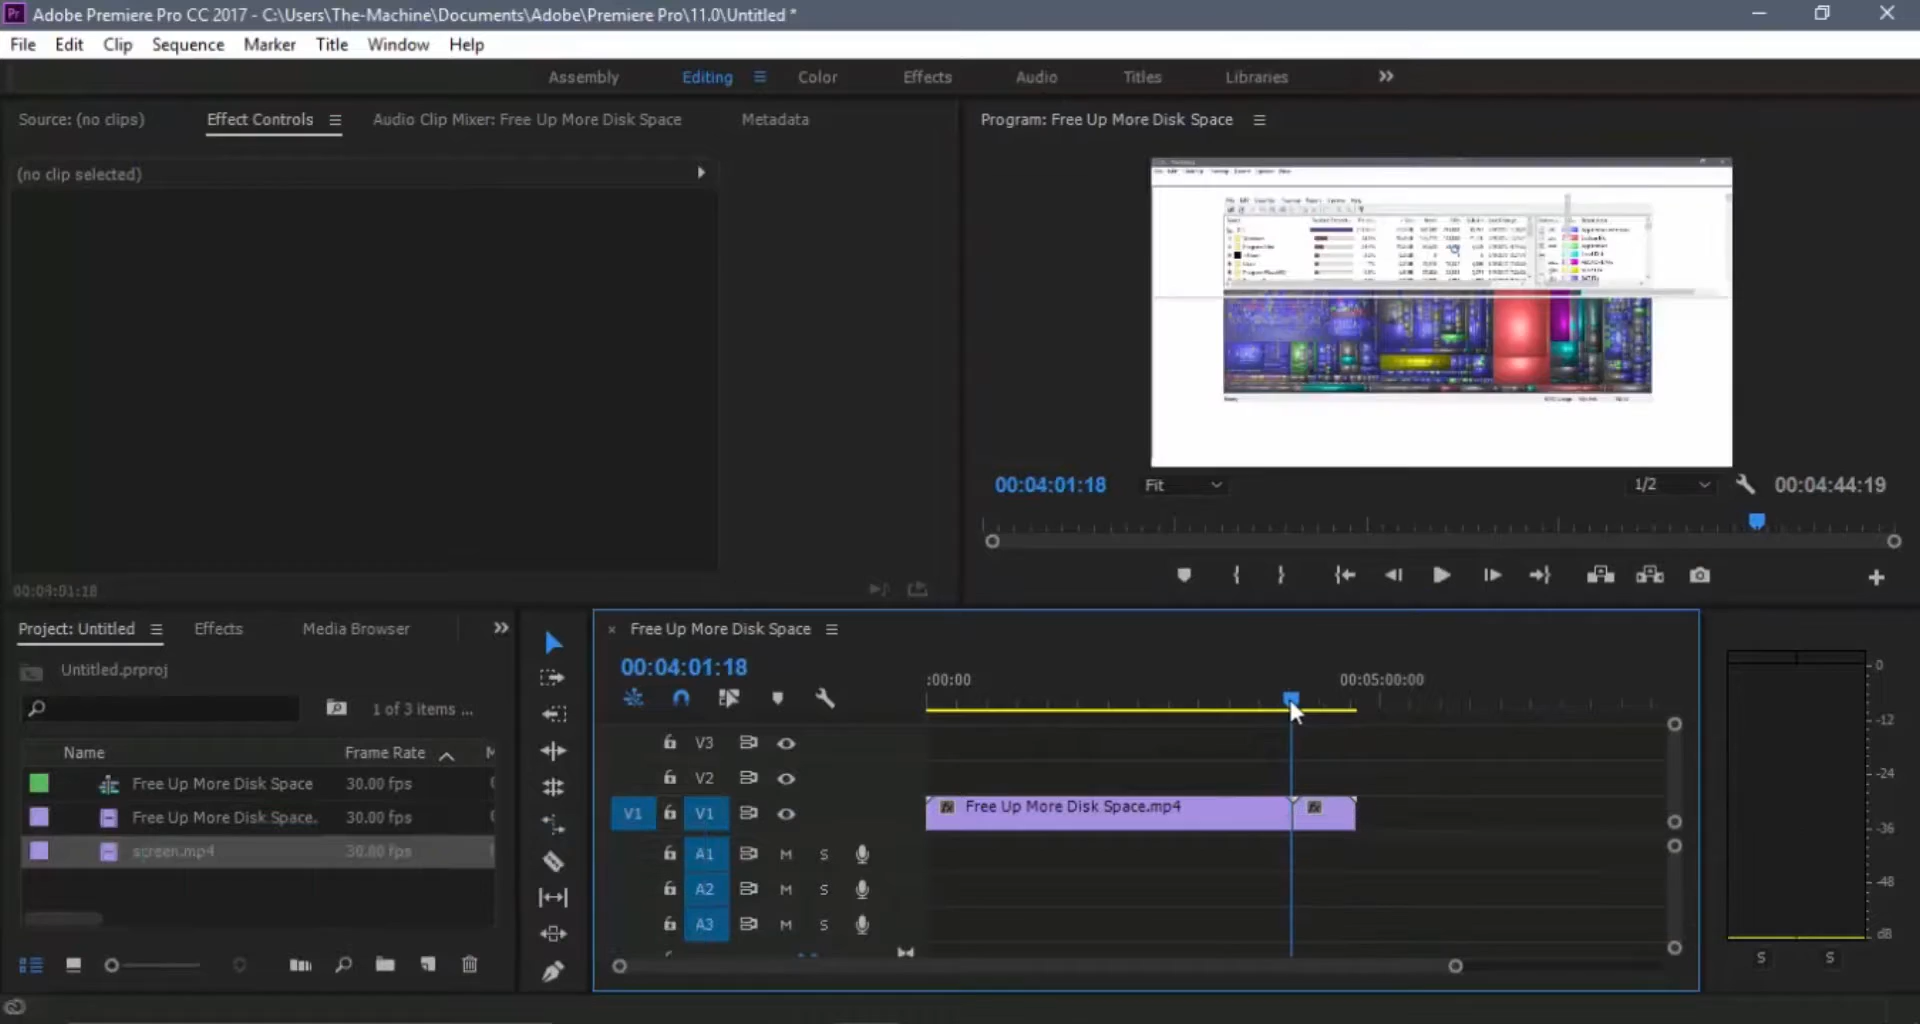 Pr Adobe Premiere Pro CC 2017 - C:\Users\The-Machine\Documents\Adobe\Premiere Pro\11.0\Untitled *
File Edit Clip Sequence Marker Title Window Help
Assembly Editing Color Effects Audio Titles Libraries
Source: (no clips) Effect Controls Audio Clip Mixer: Free Up More Disk Space Metadata
Program: Free Up More Disk Space
(no clip selected)
00:04:01:18 Fit 1/2 00:04:44:19
00:04:01:18
Project: Untitled Effects Media Browser
Free Up More Disk Space
Untitled.prproj
00:04:01:18
:00:00 00:05:00:00
1 of 3 items ...
Name Frame Rate M
Free Up More Disk Space 30.00 fps
Free Up More Disk Space. 30.00 fps
screen.mp4 30.00 fps
V3
V2
V1 V1 fx Free Up More Disk Space.mp4 fx
A1 M S
A2 M S
A3 M S
0
-12
-24
-36
-48
dB
S S